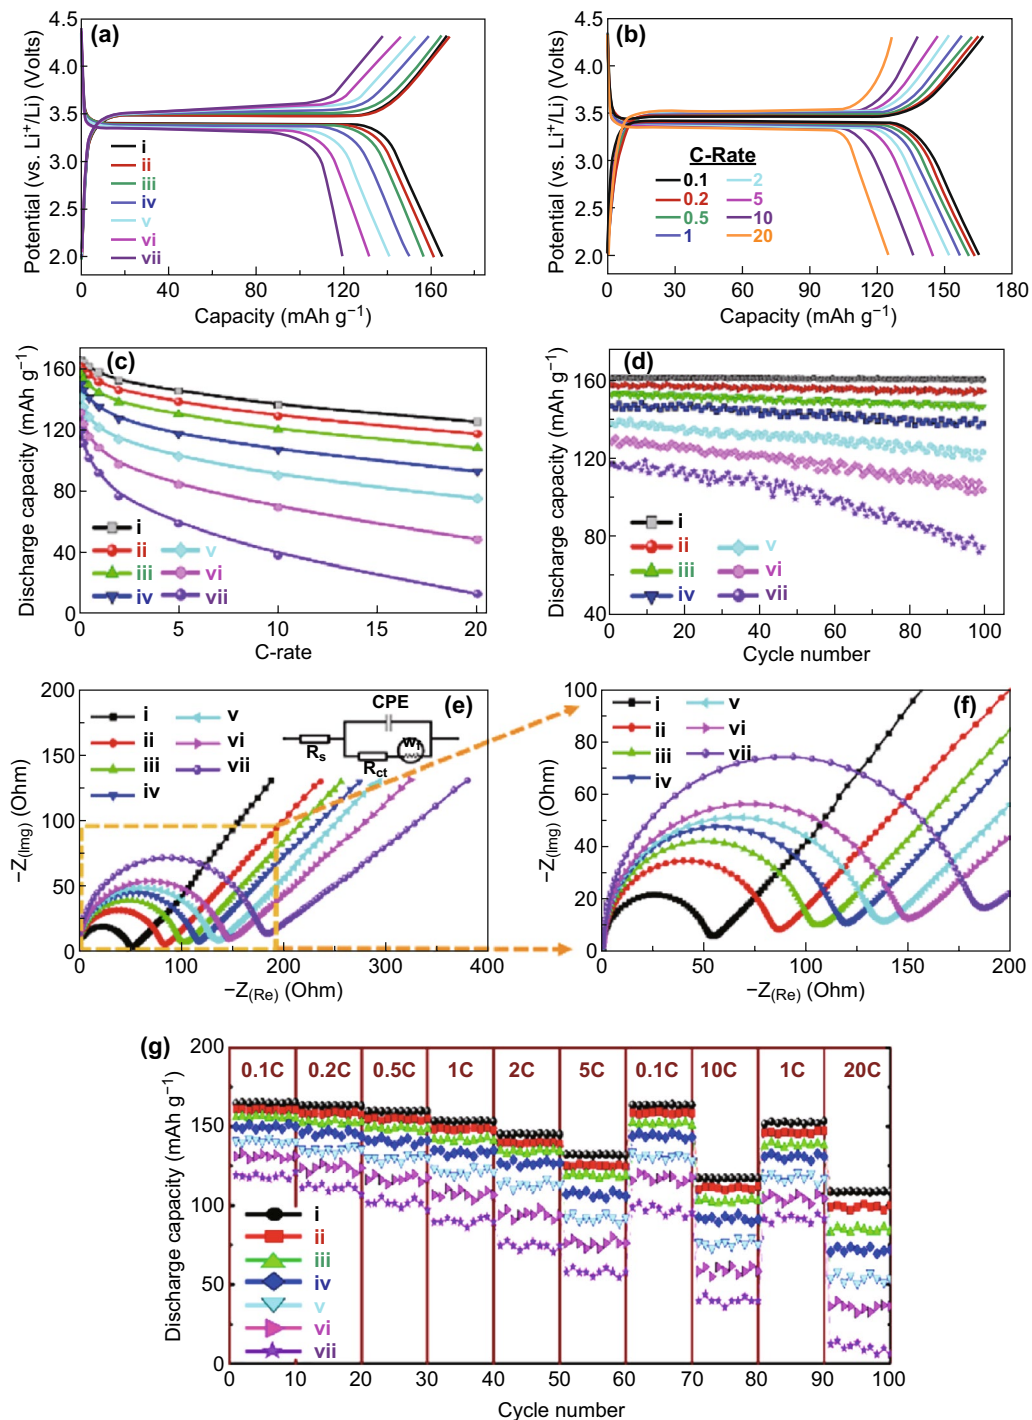 (a)
4.5
4.0
3.5
3.0
2.5
2.0
Potential (vs. Li⁺/Li) (Volts)
i
ii
iii
iv
v
vi
vii
0 40 80 120 160
Capacity (mAh g⁻¹)
(b)
4.5
4.0
3.5
3.0
2.5
2.0
Potential (vs. Li⁺/Li) (Volts)
C-Rate
0.1 2
0.2 5
0.5 10
1 20
0 30 60 90 120 150 180
Capacity (mAh g⁻¹)
(c)
160
120
80
40
0
Discharge capacity (mAh g⁻¹)
i
ii v
iii vi
iv vii
0 5 10 15 20
C-rate
(d)
160
120
80
40
Discharge capacity (mAh g⁻¹)
i
ii v
iii vi
iv vii
0 20 40 60 80 100
Cycle number
(e)
200
150
100
50
0
−Z(Img) (Ohm)
i v
ii vi
iii vii
iv
CPE
Rs
Rct
W1
0 100 200 300 400
−Z(Re) (Ohm)
(f)
100
80
60
40
20
0
−Z(Img) (Ohm)
i v
ii vi
iii vii
iv
0 50 100 150 200
−Z(Re) (Ohm)
(g)
200
150
100
50
0
Discharge capacity (mAh g⁻¹)
0.1C 0.2C 0.5C 1C 2C 5C 0.1C 10C 1C 20C
i
ii
iii
iv
v
vi
vii
0 10 20 30 40 50 60 70 80 90 100
Cycle number